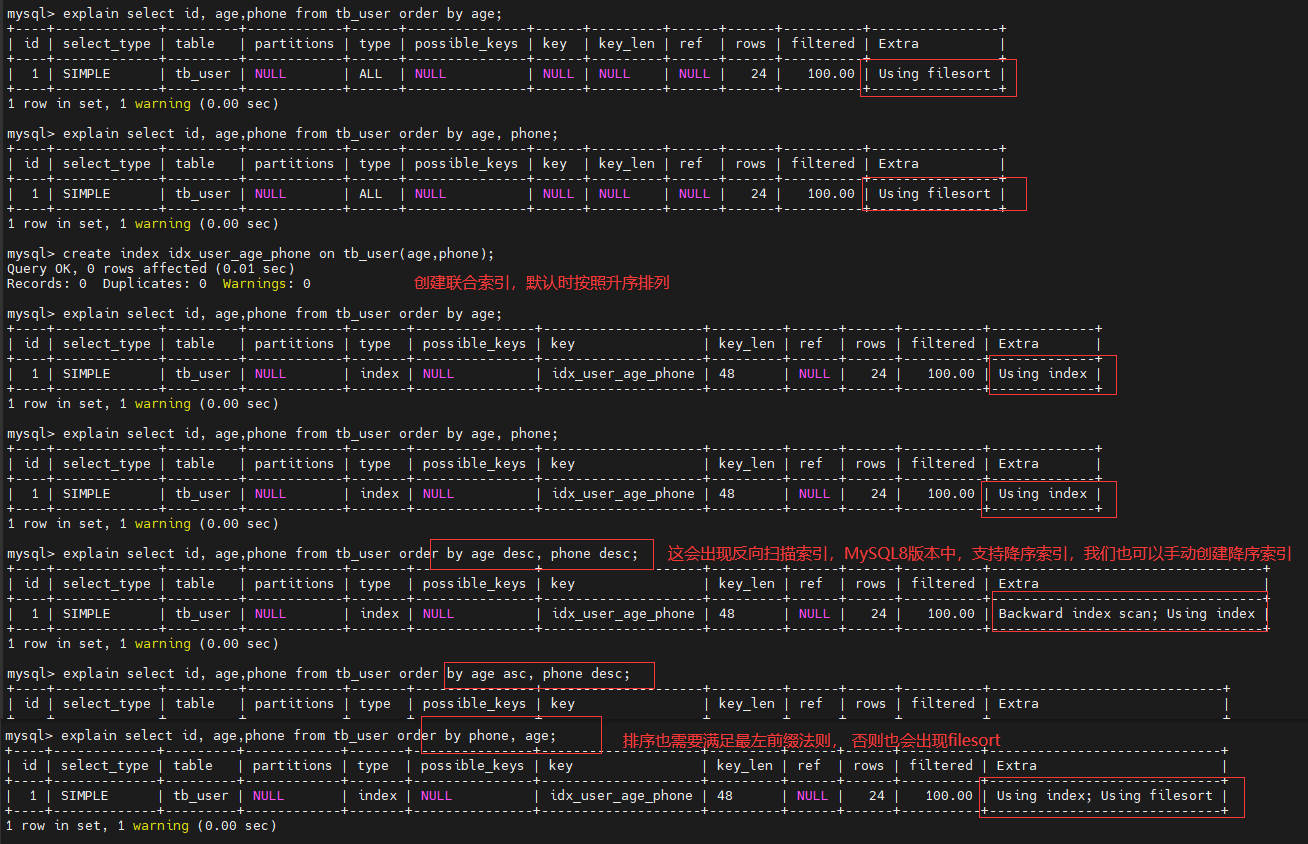 mysql> explain select id, age,phone from tb_user order by age;
+----+-------------+---------+------------+------+---------------+------+---------+------+------+----------+----------------+
| id | select_type | table   | partitions | type | possible_keys | key  | key_len | ref  | rows | filtered | Extra          |
+----+-------------+---------+------------+------+---------------+------+---------+------+------+----------+----------------+
|  1 | SIMPLE      | tb_user | NULL       | ALL  | NULL          | NULL | NULL    | NULL |   24 |   100.00 | Using filesort |
+----+-------------+---------+------------+------+---------------+------+---------+------+------+----------+----------------+
1 row in set, 1 warning (0.00 sec)
mysql> explain select id, age,phone from tb_user order by age, phone;
+----+-------------+---------+------------+------+---------------+------+---------+------+------+----------+----------------+
| id | select_type | table   | partitions | type | possible_keys | key  | key_len | ref  | rows | filtered | Extra          |
+----+-------------+---------+------------+------+---------------+------+---------+------+------+----------+----------------+
|  1 | SIMPLE      | tb_user | NULL       | ALL  | NULL          | NULL | NULL    | NULL |   24 |   100.00 | Using filesort |
+----+-------------+---------+------------+------+---------------+------+---------+------+------+----------+----------------+
1 row in set, 1 warning (0.00 sec)
mysql> create index idx_user_age_phone on tb_user(age,phone);
Query OK, 0 rows affected (0.01 sec)
Records: 0  Duplicates: 0  Warnings: 0
创建联合索引，默认时按照升序排列
mysql> explain select id, age,phone from tb_user order by age;
+----+-------------+---------+------------+-------+---------------+--------------------+---------+------+------+----------+-------------+
| id | select_type | table   | partitions | type  | possible_keys | key                | key_len | ref  | rows | filtered | Extra       |
+----+-------------+---------+------------+-------+---------------+--------------------+---------+------+------+----------+-------------+
|  1 | SIMPLE      | tb_user | NULL       | index | NULL          | idx_user_age_phone | 48      | NULL |   24 |   100.00 | Using index |
+----+-------------+---------+------------+-------+---------------+--------------------+---------+------+------+----------+-------------+
1 row in set, 1 warning (0.00 sec)
mysql> explain select id, age,phone from tb_user order by age, phone;
+----+-------------+---------+------------+-------+---------------+--------------------+---------+------+------+----------+-------------+
| id | select_type | table   | partitions | type  | possible_keys | key                | key_len | ref  | rows | filtered | Extra       |
+----+-------------+---------+------------+-------+---------------+--------------------+---------+------+------+----------+-------------+
|  1 | SIMPLE      | tb_user | NULL       | index | NULL          | idx_user_age_phone | 48      | NULL |   24 |   100.00 | Using index |
+----+-------------+---------+------------+-------+---------------+--------------------+---------+------+------+----------+-------------+
1 row in set, 1 warning (0.00 sec)
mysql> explain select id, age,phone from tb_user order by age desc, phone desc;
这会出现反向扫描索引，MySQL8版本中，支持降序索引，我们也可以手动创建降序索引
+----+-------------+---------+------------+-------+---------------+--------------------+---------+------+------+----------+----------------------------------+
| id | select_type | table   | partitions | type  | possible_keys | key                | key_len | ref  | rows | filtered | Extra                            |
+----+-------------+---------+------------+-------+---------------+--------------------+---------+------+------+----------+----------------------------------+
|  1 | SIMPLE      | tb_user | NULL       | index | NULL          | idx_user_age_phone | 48      | NULL |   24 |   100.00 | Backward index scan; Using index |
+----+-------------+---------+------------+-------+---------------+--------------------+---------+------+------+----------+----------------------------------+
1 row in set, 1 warning (0.00 sec)
mysql> explain select id, age,phone from tb_user order by age asc, phone desc;
+----+-------------+---------+------------+-------+---------------+--------------------+---------+------+------+----------+-----------------------------+
| id | select_type | table   | partitions | type  | possible_keys | key                | key_len | ref  | rows | filtered | Extra                       |
mysql> explain select id, age,phone from tb_user order by phone, age;
排序也需要满足最左前缀法则， 否则也会出现filesort
+----+-------------+---------+------------+-------+---------------+--------------------+---------+------+------+----------+-----------------------------+
| id | select_type | table   | partitions | type  | possible_keys | key                | key_len | ref  | rows | filtered | Extra                       |
+----+-------------+---------+------------+-------+---------------+--------------------+---------+------+------+----------+-----------------------------+
|  1 | SIMPLE      | tb_user | NULL       | index | NULL          | idx_user_age_phone | 48      | NULL |   24 |   100.00 | Using index; Using filesort |
+----+-------------+---------+------------+-------+---------------+--------------------+---------+------+------+----------+-----------------------------+
1 row in set, 1 warning (0.00 sec)